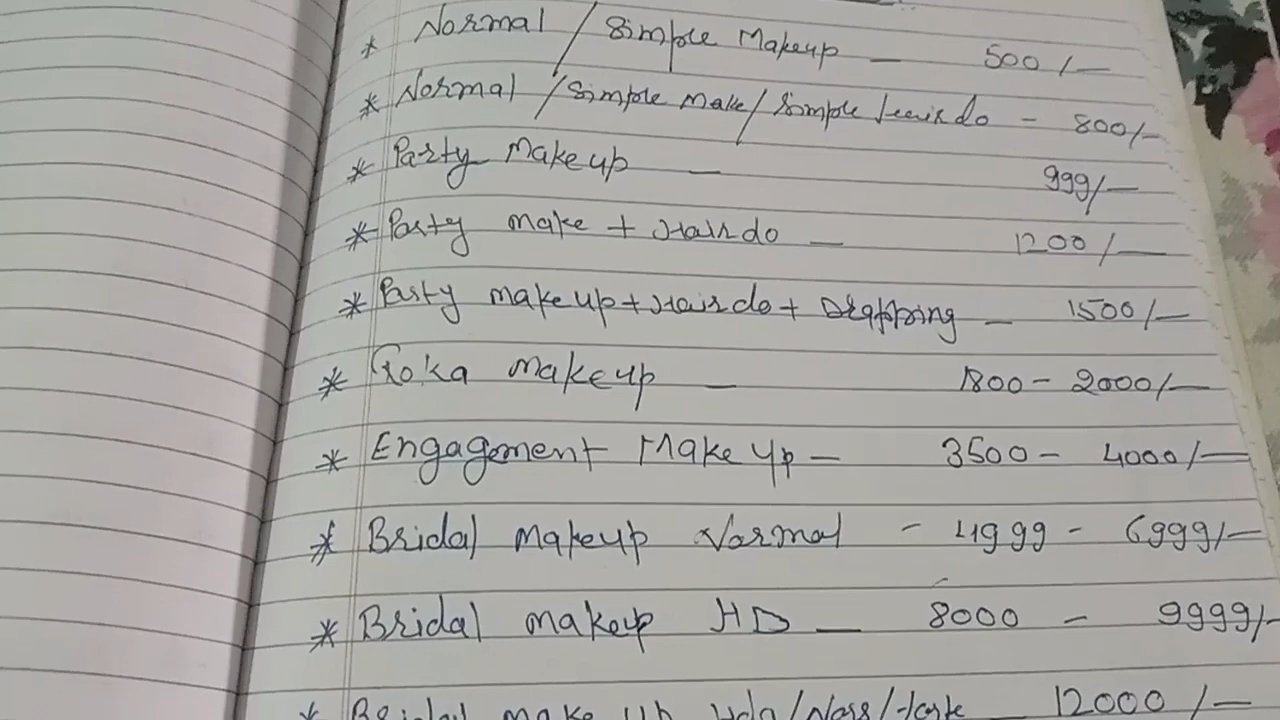 * Normal / Simple Makeup — 500/—
* Normal / Simple Make / Simple hairdo - 800/—
* Party Makeup — 999/—
* Party make + Hairdo — 1200/—
* Party makeup + Hairdo + Drapping — 1500/—
* Roka makeup — 1800 - 2000/—
* Engagement Makeup — 3500 - 4000/—
* Bridal makeup Normal - 4999 - 6999/—
* Bridal makeup HD — 8000 - 9999/-
* Bridal make up 12000/—